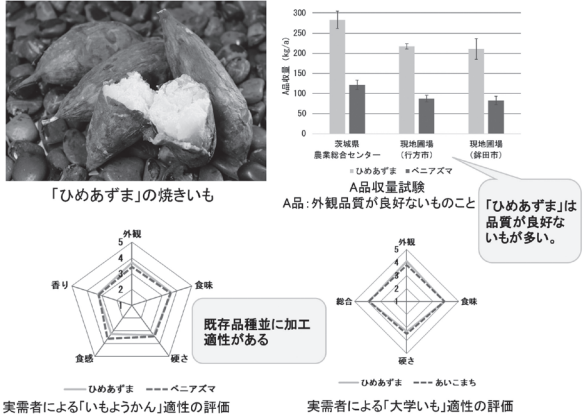 「ひめあずま」の焼きいも
A品収量（kg/a）
300
250
200
150
100
50
0
茨城県
農業総合センター
現地圃場
（行方市）
現地圃場
（鉾田市）
ひめあずま
ベニアズマ
A品収量試験
A品：外観品質が良好ないものこと
「ひめあずま」は
品質が良好な
いもが多い。
外観
5
4
3
2
1
食味
硬さ
食感
香り
ひめあずま
ベニアズマ
実需者による「いもようかん」適性の評価
既存品種並に加工
適性がある
外観
5
4
3
2
1
食味
硬さ
総合
ひめあずま
あいこまち
実需者による「大学いも」適性の評価